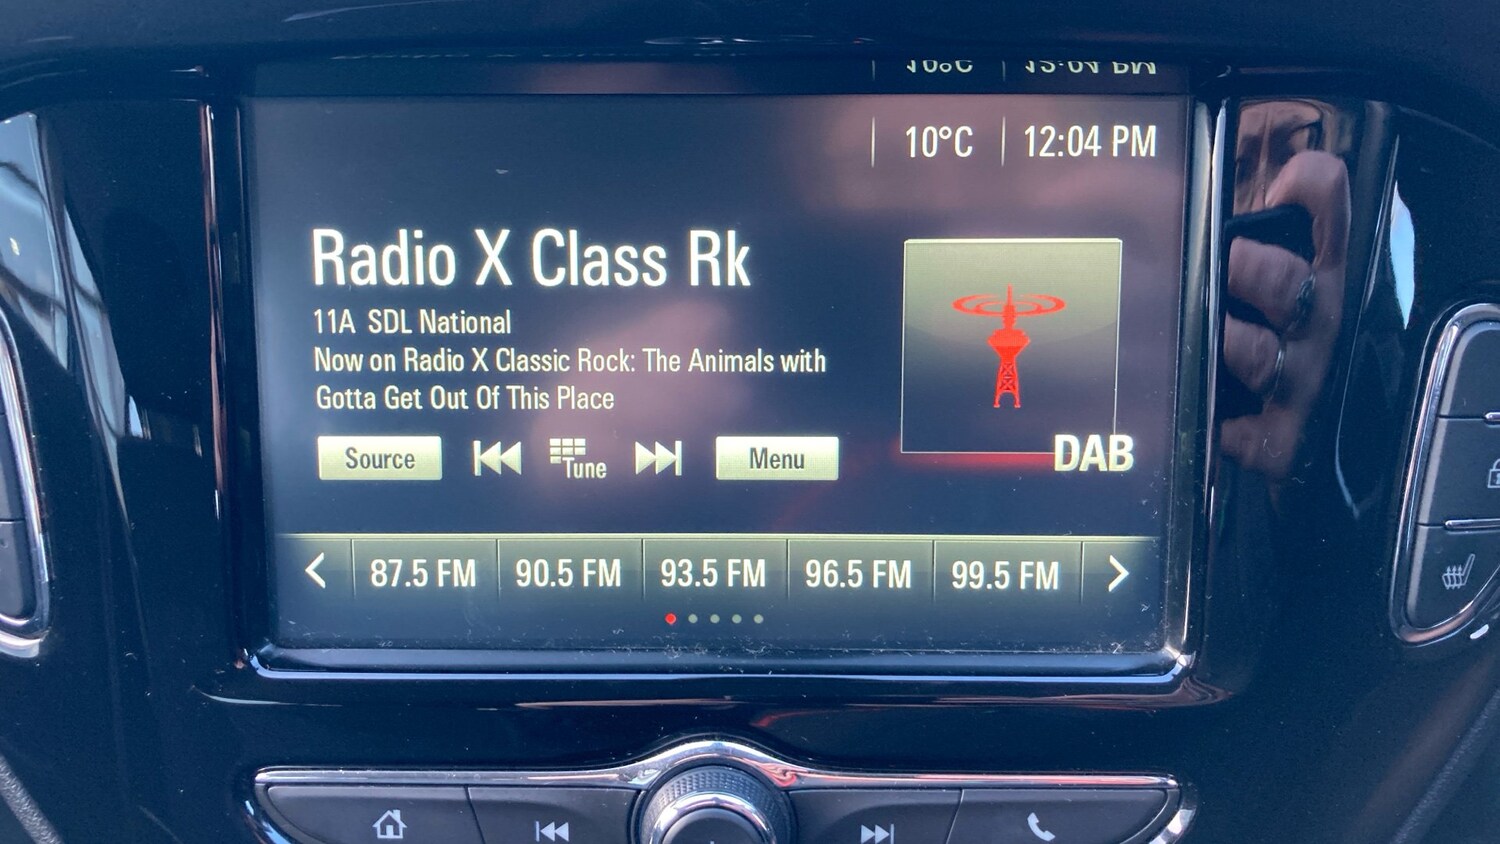 10°C 12:04 PM
Radio X Class Rk
11A SDL National
Now on Radio X Classic Rock: The Animals with
Gotta Get Out Of This Place
Source Tune Menu
DAB
87.5 FM 90.5 FM 93.5 FM 96.5 FM 99.5 FM